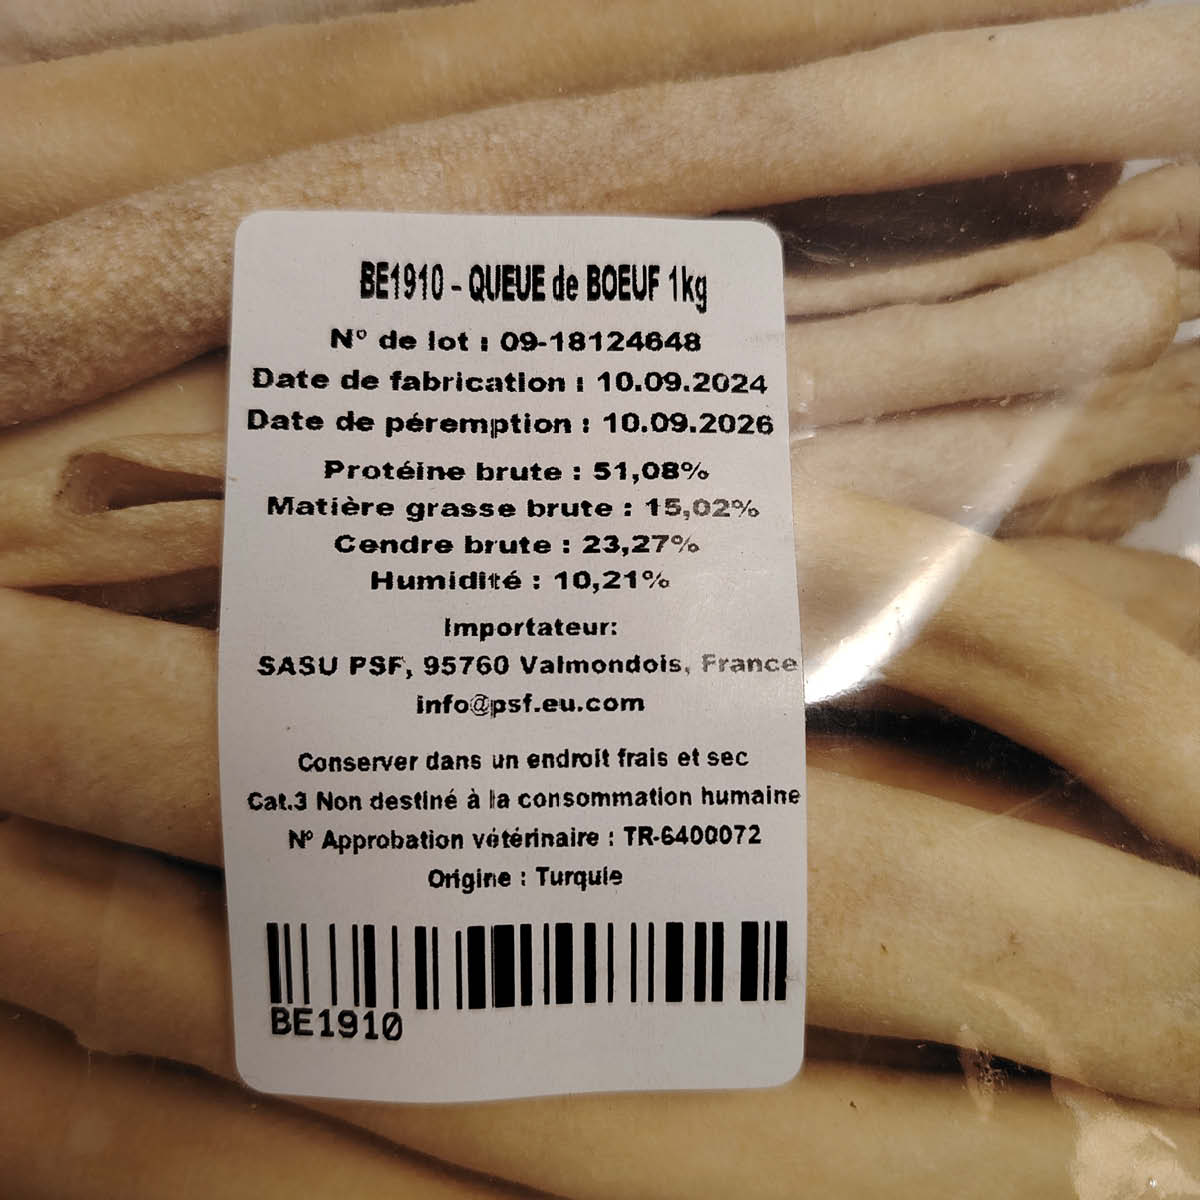 BE1910 - QUEUE de BOEUF 1kg
N° de lot : 09-18124648
Date de fabrication : 10.09.2024
Date de péremption : 10.09.2026
Protéine brute : 51,08%
Matière grasse brute : 15,02%
Cendre brute : 23,27%
Humidité : 10,21%
Importateur:
SASU PSF, 95760 Valmondois, France
info@psf.eu.com
Conserver dans un endroit frais et sec
Cat.3 Non destiné à la consommation humaine
N° Approbation vétérinaire : TR-6400072
Origine : Turquie
BE1910